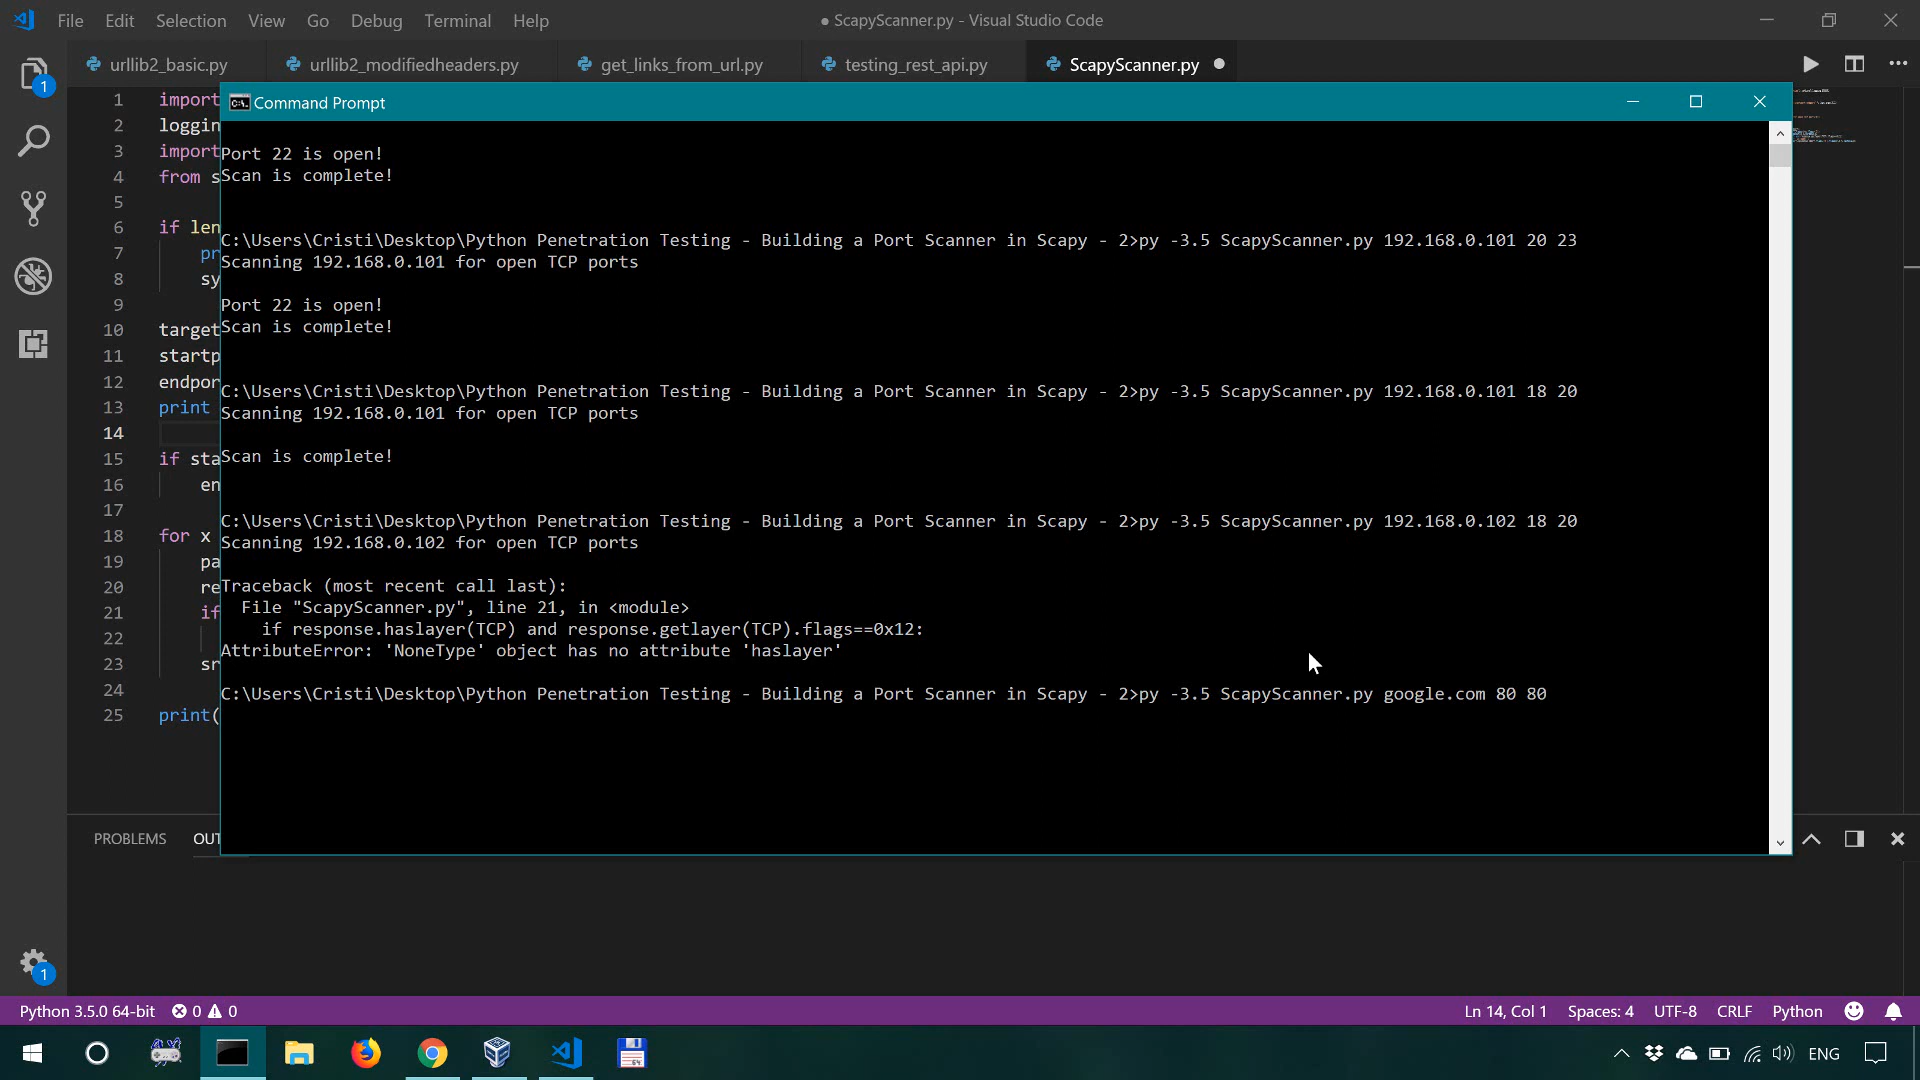 File Edit Selection View Go Debug Terminal Help
● ScapyScanner.py - Visual Studio Code
urllib2_basic.py urllib2_modifiedheaders.py get_links_from_url.py testing_rest_api.py ScapyScanner.py
Command Prompt
1 import
2 loggin
3 import
4 from s
5
6 if len
7 pr
8 sy
9
10 target
11 startp
12 endpor
13 print
14
15 if sta
16 en
17
18 for x
19 pa
20 re
21 if
22
23 sr
24
25 print(
Port 22 is open!
Scan is complete!
C:\Users\Cristi\Desktop\Python Penetration Testing - Building a Port Scanner in Scapy - 2>py -3.5 ScapyScanner.py 192.168.0.101 20 23
Scanning 192.168.0.101 for open TCP ports
Port 22 is open!
Scan is complete!
C:\Users\Cristi\Desktop\Python Penetration Testing - Building a Port Scanner in Scapy - 2>py -3.5 ScapyScanner.py 192.168.0.101 18 20
Scanning 192.168.0.101 for open TCP ports
Scan is complete!
C:\Users\Cristi\Desktop\Python Penetration Testing - Building a Port Scanner in Scapy - 2>py -3.5 ScapyScanner.py 192.168.0.102 18 20
Scanning 192.168.0.102 for open TCP ports
Traceback (most recent call last):
File "ScapyScanner.py", line 21, in <module>
if response.haslayer(TCP) and response.getlayer(TCP).flags==0x12:
AttributeError: 'NoneType' object has no attribute 'haslayer'
C:\Users\Cristi\Desktop\Python Penetration Testing - Building a Port Scanner in Scapy - 2>py -3.5 ScapyScanner.py google.com 80 80
PROBLEMS OUT
1
1
Python 3.5.0 64-bit 0 0
Ln 14, Col 1 Spaces: 4 UTF-8 CRLF Python
ENG